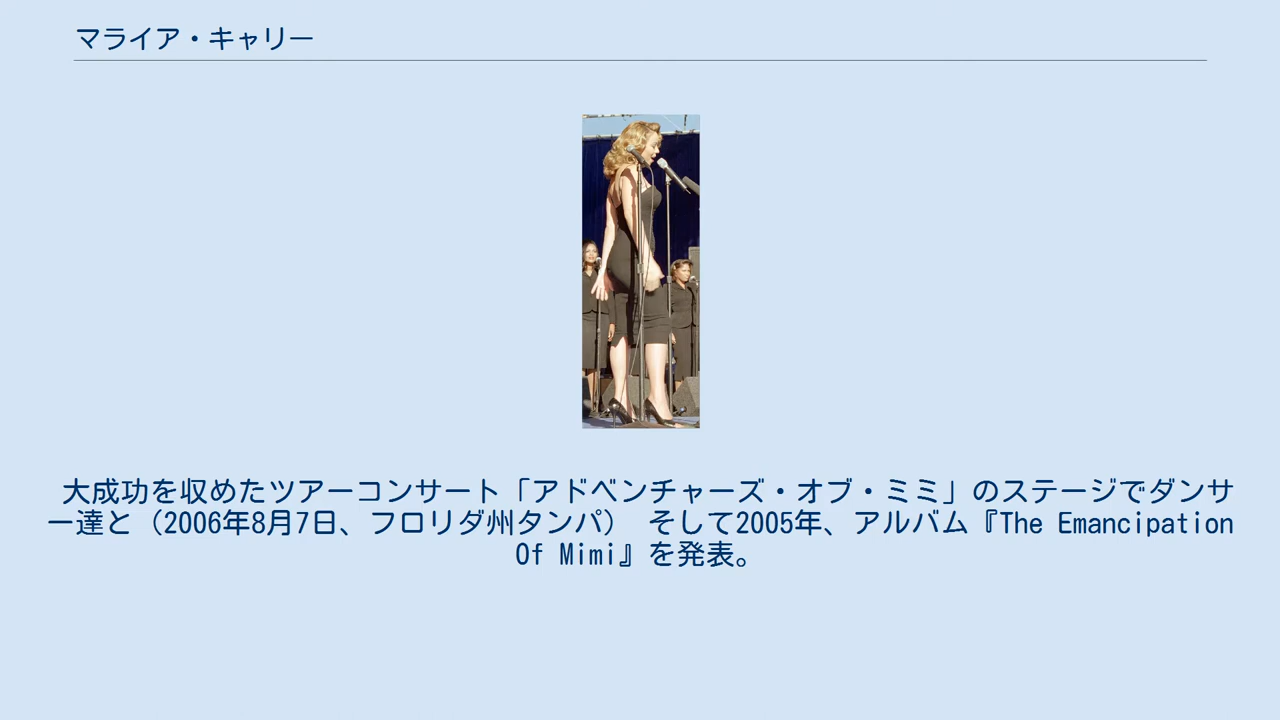 マライア・キャリー
大成功を収めたツアーコンサート「アドベンチャーズ・オブ・ミミ」のステージでダンサ
ー達と（2006年8月7日、フロリダ州タンパ） そして2005年、アルバム『The Emancipation
Of Mimi』を発表。